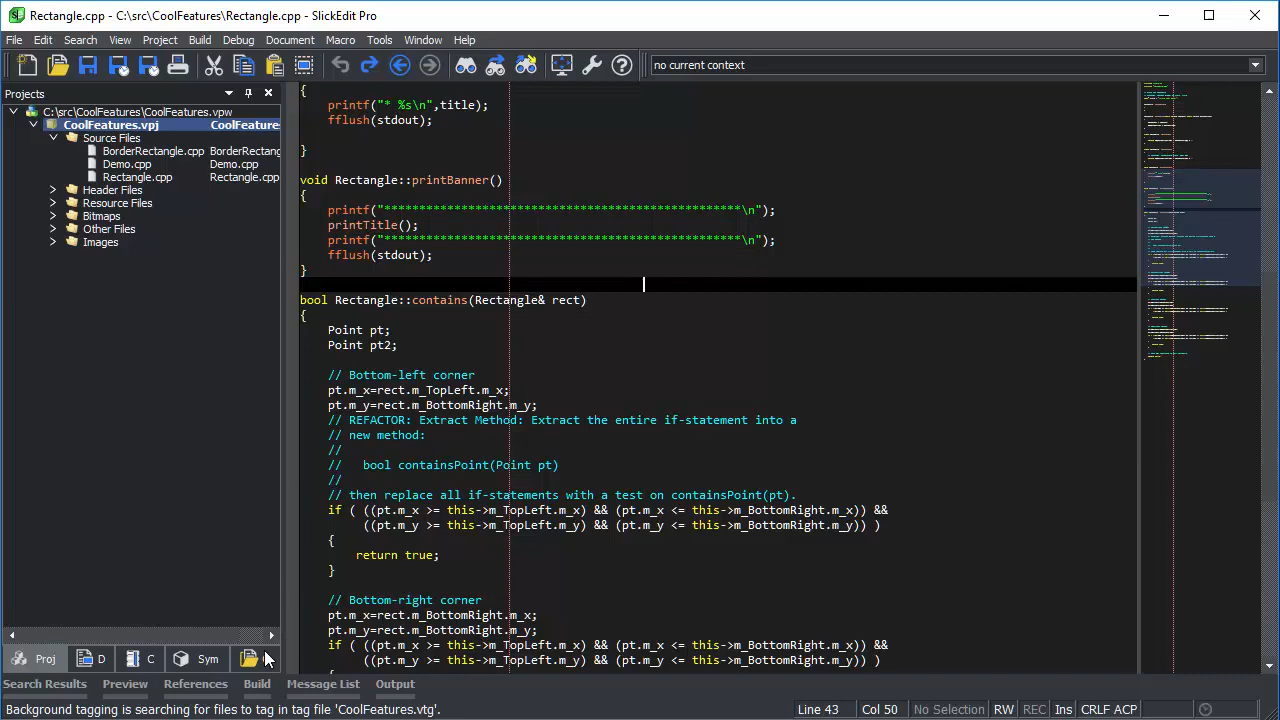 Rectangle.cpp - C:\src\CoolFeatures\Rectangle.cpp - SlickEdit Pro
File Edit Search View Project Build Debug Document Macro Tools Window Help
no current context
Projects
C:\src\CoolFeatures\CoolFeatures.vpw
CoolFeatures.vpj CoolFeatures
Source Files
BorderRectangle.cpp BorderRectang
Demo.cpp Demo.cpp
Rectangle.cpp Rectangle.cpp
Header Files
Resource Files
Bitmaps
Other Files
Images
{
printf("* %s\n",title);
fflush(stdout);
}
void Rectangle::printBanner()
{
printf("***************************************************\n");
printTitle();
printf("***************************************************\n");
fflush(stdout);
}
bool Rectangle::contains(Rectangle& rect)
{
Point pt;
Point pt2;
// Bottom-left corner
pt.m_x=rect.m_TopLeft.m_x;
pt.m_y=rect.m_BottomRight.m_y;
// REFACTOR: Extract Method: Extract the entire if-statement into a
// new method:
//
// bool containsPoint(Point pt)
//
// then replace all if-statements with a test on containsPoint(pt).
if ( ((pt.m_x >= this->m_TopLeft.m_x) && (pt.m_x <= this->m_BottomRight.m_x)) &&
((pt.m_y >= this->m_TopLeft.m_y) && (pt.m_y <= this->m_BottomRight.m_y)) )
{
return true;
}
// Bottom-right corner
pt.m_x=rect.m_BottomRight.m_x;
pt.m_y=rect.m_BottomRight.m_y;
if ( ((pt.m_x >= this->m_TopLeft.m_x) && (pt.m_x <= this->m_BottomRight.m_x)) &&
((pt.m_y >= this->m_TopLeft.m_y) && (pt.m_y <= this->m_BottomRight.m_y)) )
Proj D C Sym
Search Results Preview References Build Message List Output
Background tagging is searching for files to tag in tag file 'CoolFeatures.vtg'.
Line 43 Col 50 No Selection RW REC Ins CRLF ACP